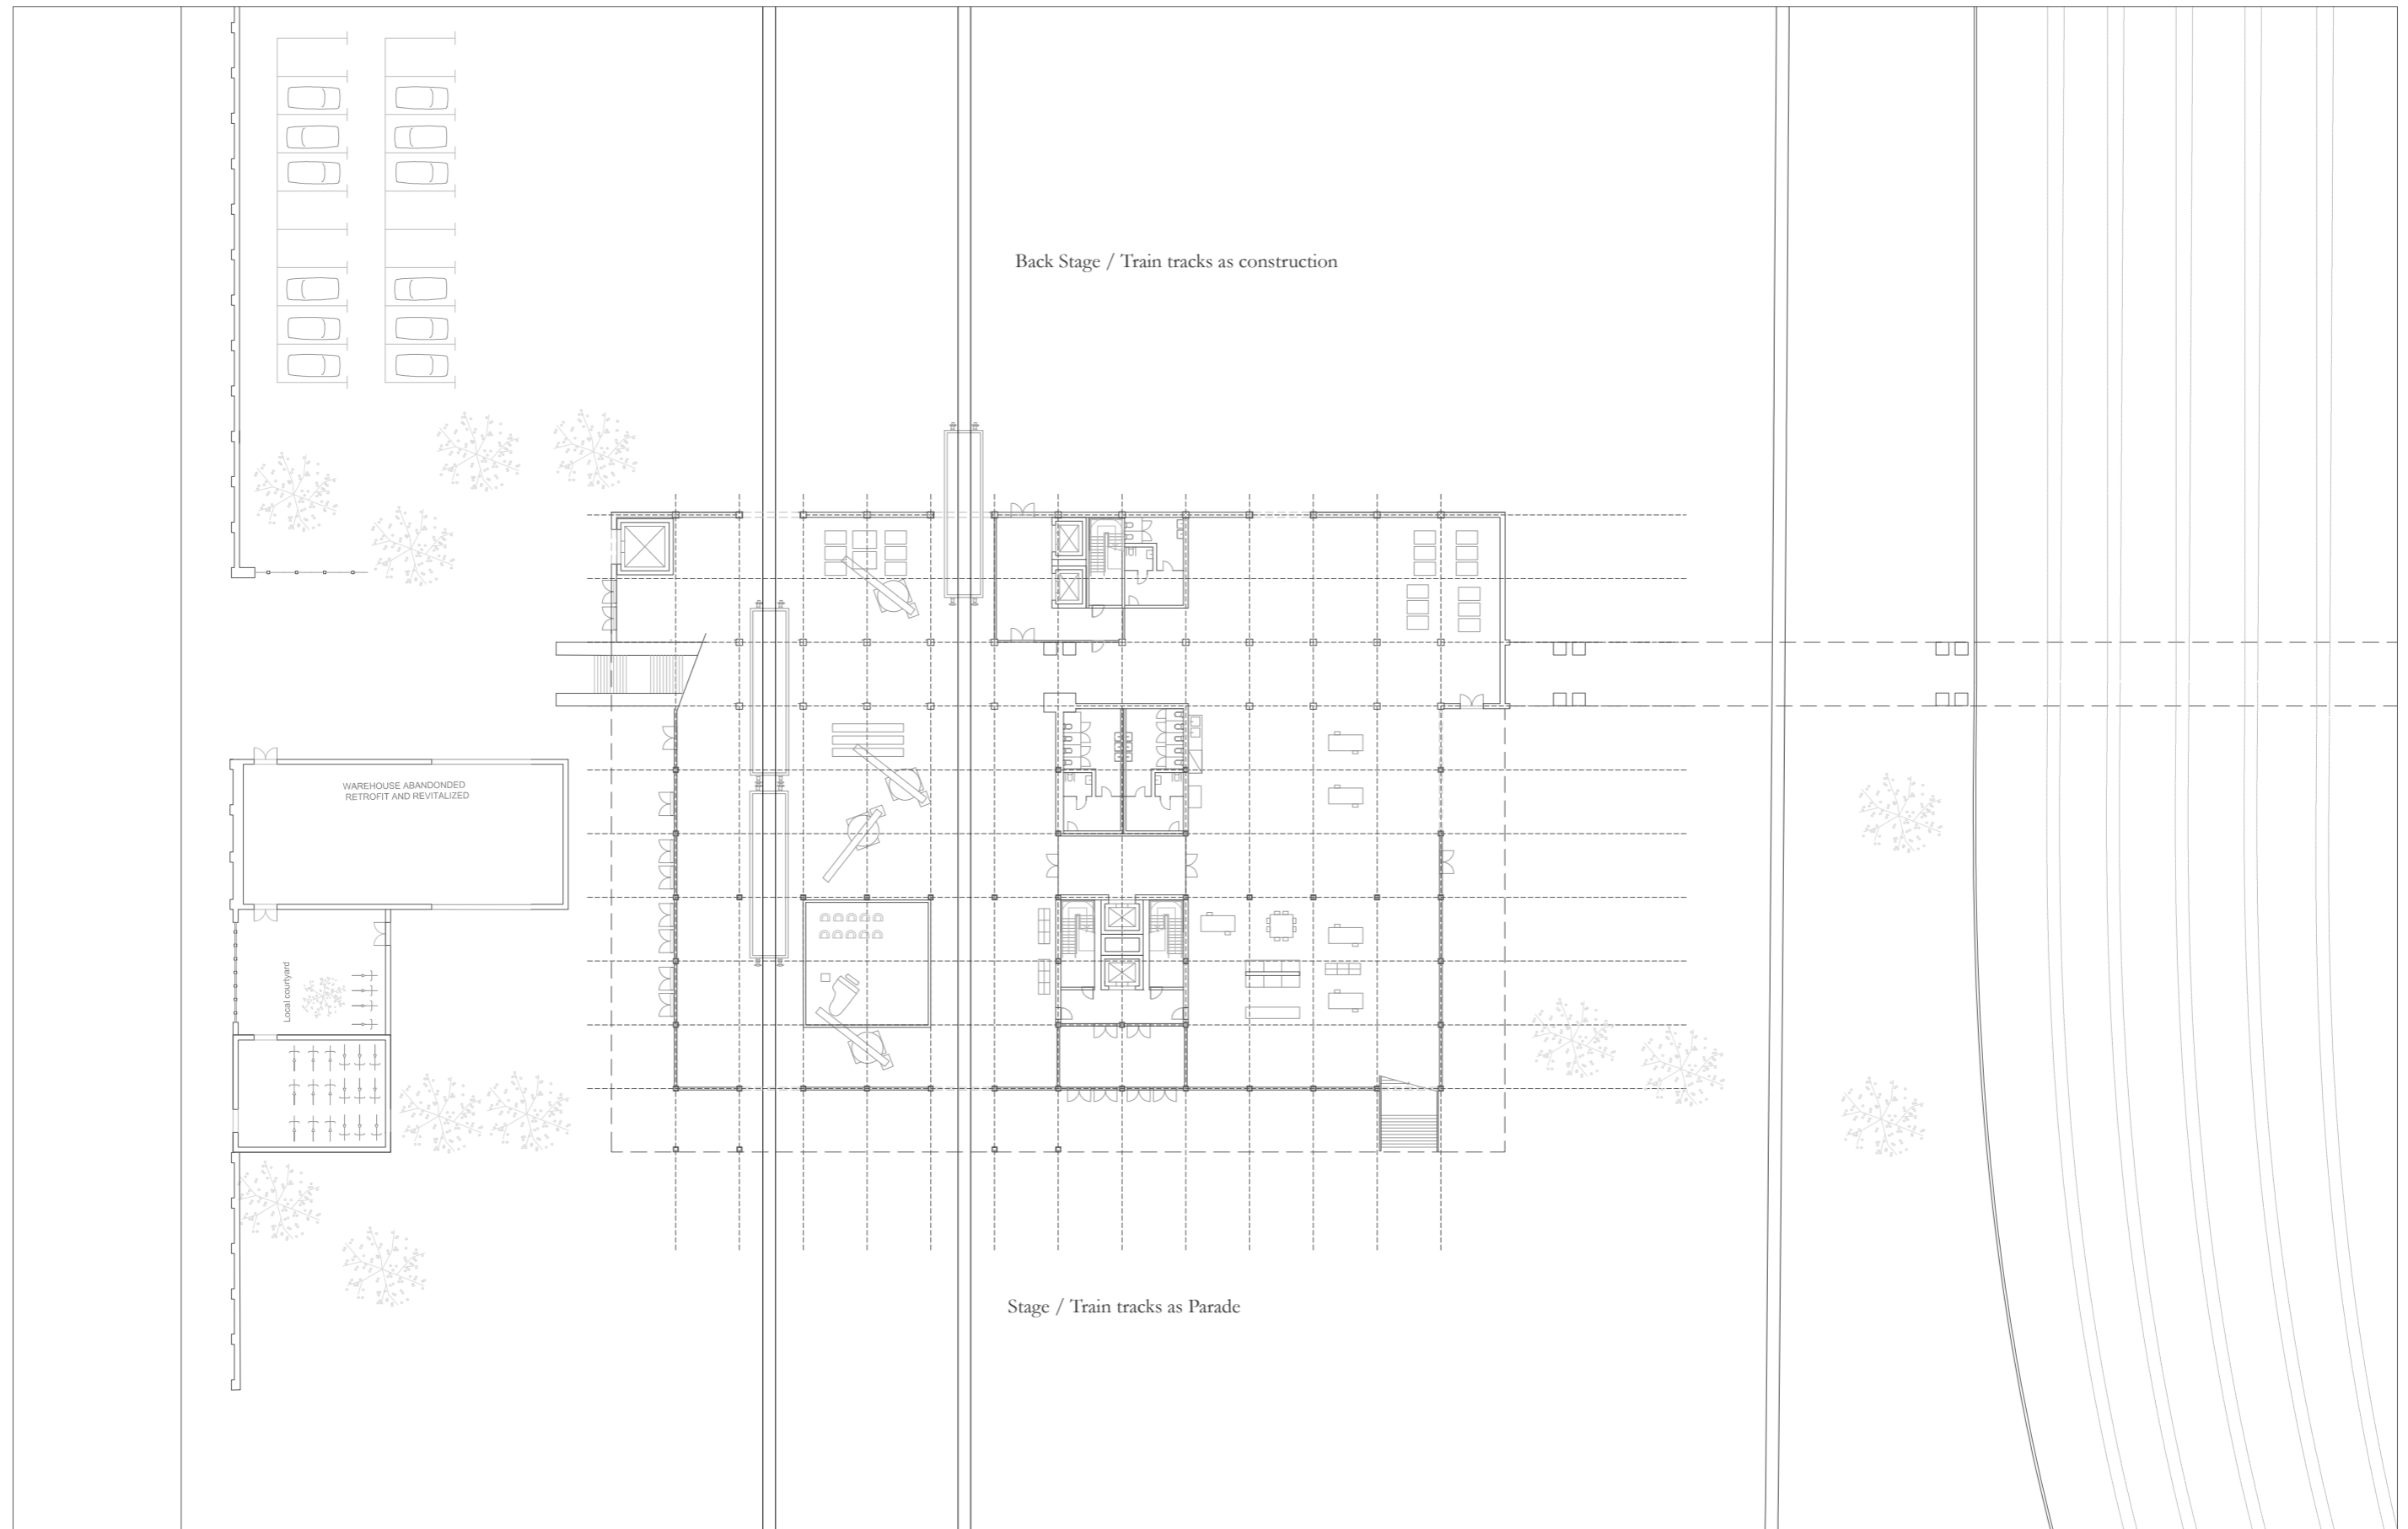 Back Stage / Train tracks as construction
WAREHOUSE ABANDONDED
RETROFIT AND REVITALIZED
Local courtyard
Stage / Train tracks as Parade